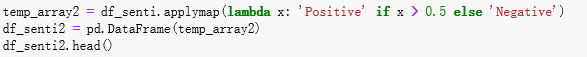 temp_array2 = df_senti.applymap(lambda x: 'Positive' if x > 0.5 else 'Negative')
df_senti2 = pd.DataFrame(temp_array2)
df_senti2.head()